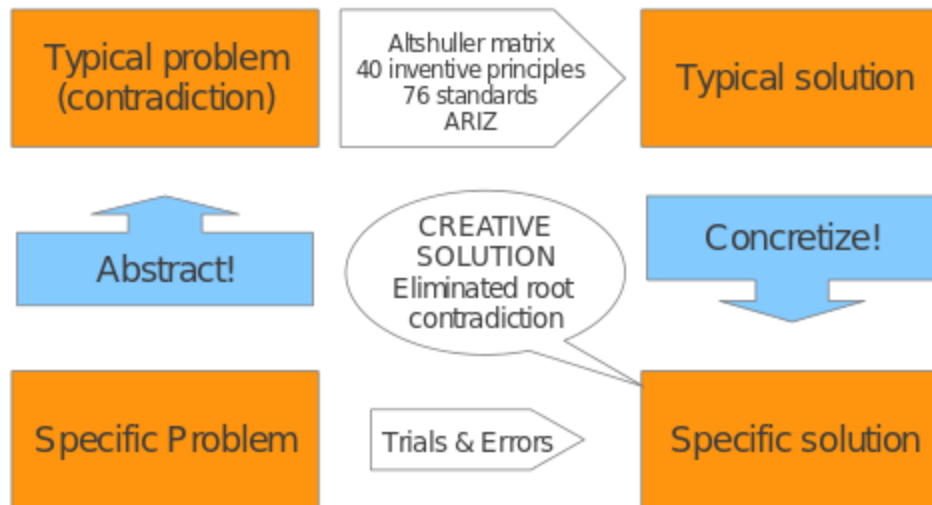 Typical problem
(contradiction)
Altshuller matrix
40 inventive principles
76 standards
ARIZ
Typical solution
Abstract!
CREATIVE
SOLUTION
Eliminated root
contradiction
Concretize!
Specific Problem
Trials & Errors
Specific solution